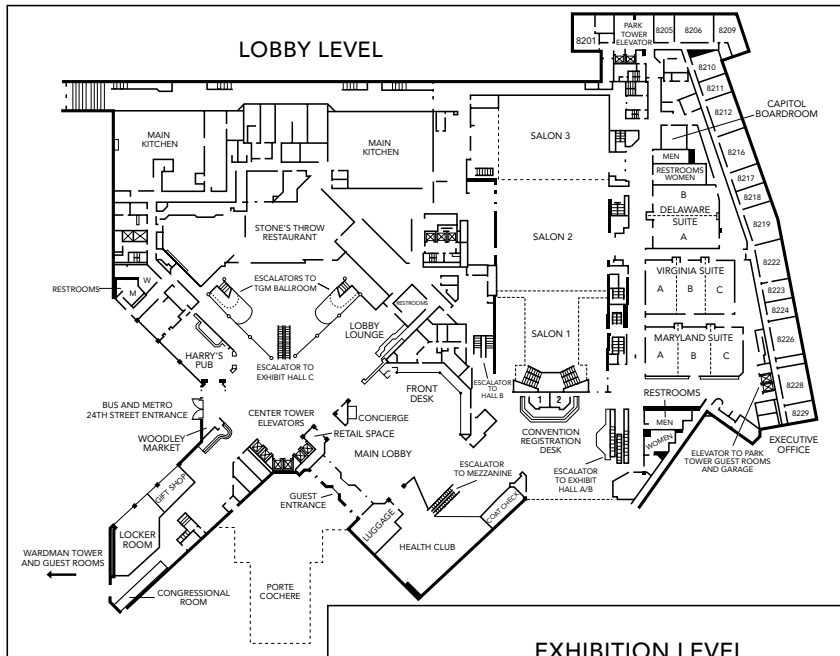 LOBBY LEVEL
8201
PARK
TOWER
ELEVATOR
8205
8206
8209
8210
8211
8212
CAPITOL
BOARDROOM
8216
8217
8218
8219
8222
8223
8224
8226
8228
8229
MAIN
KITCHEN
MAIN
KITCHEN
SALON 3
MEN
RESTROOMS
WOMEN
B
DELAWARE
SUITE
A
STONE'S THROW
RESTAURANT
SALON 2
RESTROOMS
W
M
ESCALATORS TO
TGM BALLROOM
VIRGINIA SUITE
A
B
C
RESTROOMS
LOBBY
LOUNGE
SALON 1
MARYLAND SUITE
A
B
C
HARRY'S
PUB
ESCALATOR TO
EXHIBIT HALL C
ESCALATOR
TO
HALL B
FRONT
DESK
1
2
RESTROOMS
MEN
WOMEN
BUS AND METRO
24TH STREET ENTRANCE
CENTER TOWER
ELEVATORS
CONCIERGE
WOODLEY
MARKET
RETAIL SPACE
MAIN LOBBY
CONVENTION
REGISTRATION
DESK
EXECUTIVE
OFFICE
ELEVATOR TO PARK
TOWER GUEST ROOMS
AND GARAGE
ESCALATOR
TO MEZZANINE
ESCALATOR
TO EXHIBIT
HALL A/B
GIFT SHOP
GUEST
ENTRANCE
COAT CHECK
LUGGAGE
LOCKER
ROOM
HEALTH CLUB
WARDMAN TOWER
AND GUEST ROOMS
CONGRESSIONAL
ROOM
PORTE
COCHERE
EXHIBITION LEVEL